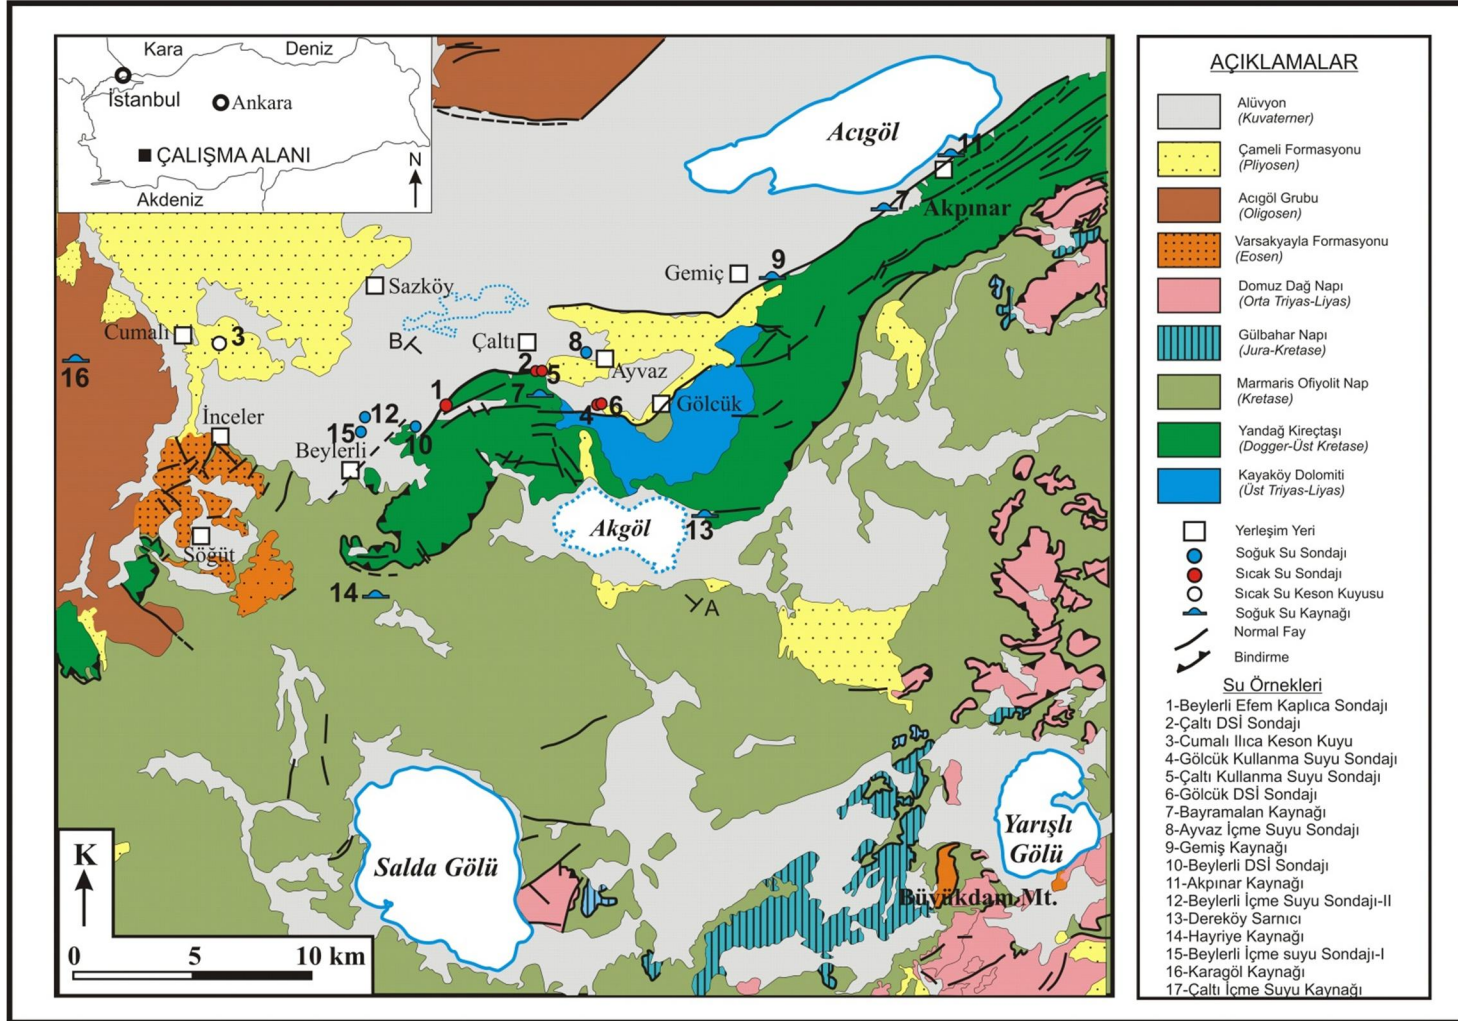 Kara
Deniz
İstanbul
Ankara
ÇALIŞMA ALANI
N
Akdeniz
Acıgöl
11
7
Akpınar
Gemiç
9
Sazköy
Cumalı
3
B
Çaltı
8
16
2
5
Ayvaz
1
7
4
6
Gölcük
İnceler
12
15
10
Beylerli
Akgöl
13
Söğüt
14
A
Salda Gölü
Yarışlı
Gölü
Büyükdam Mt.
K
0
5
10 km
AÇIKLAMALAR
Alüvyon
(Kuvaterner)
Çameli Formasyonu
(Pliyosen)
Acıgöl Grubu
(Oligosen)
Varsakyayla Formasyonu
(Eosen)
Domuz Dağ Napı
(Orta Triyas-Liyas)
Gülbahar Napı
(Jura-Kretase)
Marmaris Ofiyolit Nap
(Kretase)
Yandağ Kireçtaşı
(Dogger-Üst Kretase)
Kayaköy Dolomiti
(Üst Triyas-Liyas)
Yerleşim Yeri
Soğuk Su Sondajı
Sıcak Su Sondajı
Sıcak Su Keson Kuyusu
Soğuk Su Kaynağı
Normal Fay
Bindirme
Su Örnekleri
1-Beylerli Efem Kaplıca Sondajı
2-Çaltı DSİ Sondajı
3-Cumalı Ilıca Keson Kuyu
4-Gölcük Kullanma Suyu Sondajı
5-Çaltı Kullanma Suyu Sondajı
6-Gölcük DSİ Sondajı
7-Bayramalan Kaynağı
8-Ayvaz İçme Suyu Sondajı
9-Gemiş Kaynağı
10-Beylerli DSİ Sondajı
11-Akpınar Kaynağı
12-Beylerli İçme Suyu Sondajı-II
13-Dereköy Sarnıcı
14-Hayriye Kaynağı
15-Beylerli İçme suyu Sondajı-I
16-Karagöl Kaynağı
17-Çaltı İçme Suyu Kaynağı